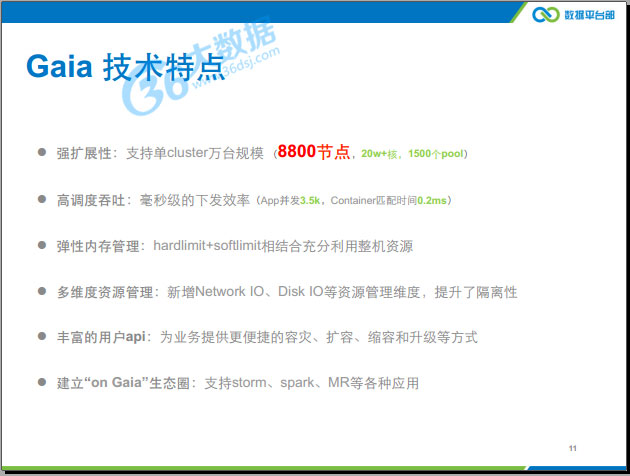 数据平台部
Gaia 技术特点
36大数据
www.36dsj.com
● 强扩展性：支持单cluster万台规模（8800节点，20w+核，1500个pool）
● 高调度吞吐：毫秒级的下发效率（App并发3.5k，Container匹配时间0.2ms）
● 弹性内存管理：hardlimit+softlimit相结合充分利用整机资源
● 多维度资源管理：新增Network IO、Disk IO等资源管理维度，提升了隔离性
● 丰富的用户api：为业务提供更便捷的容灾、扩容、缩容和升级等方式
● 建立“on Gaia”生态圈：支持storm、spark、MR等各种应用
11